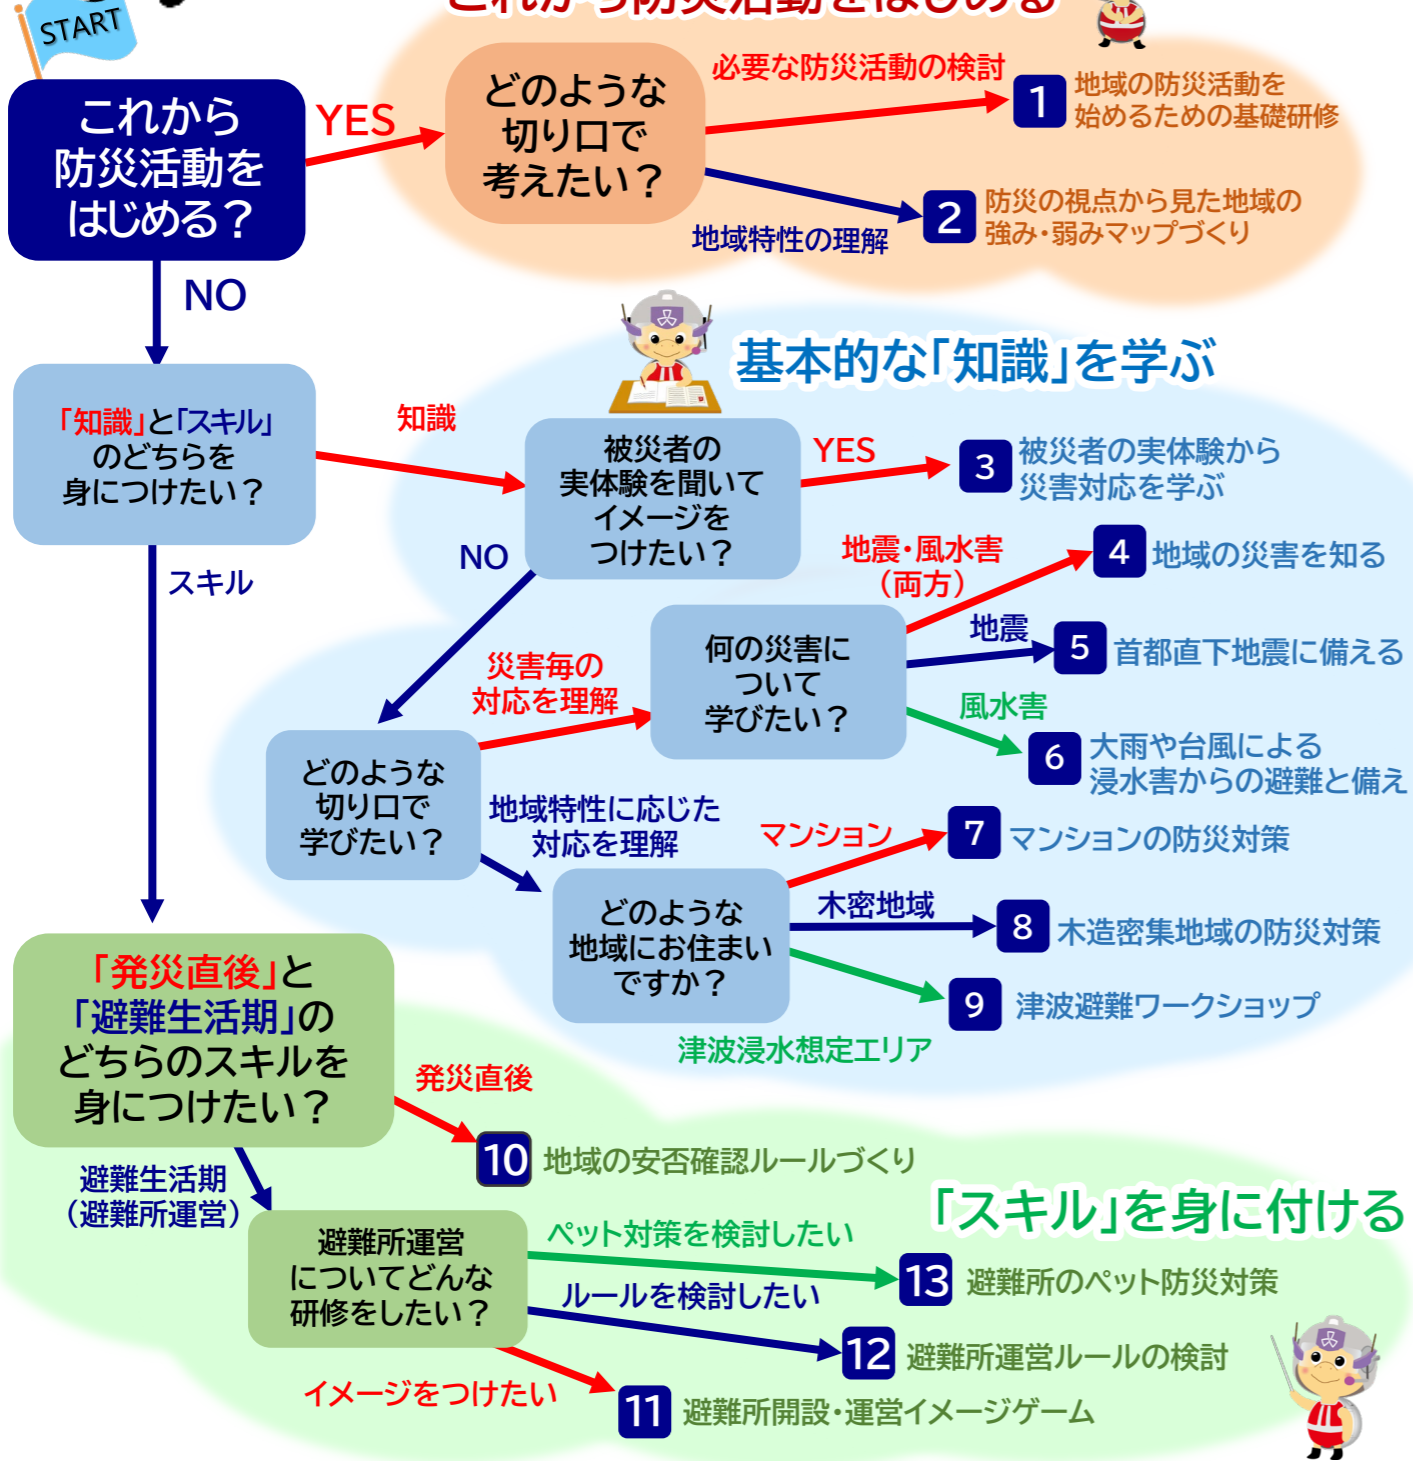 START
これから防災活動をはじめる
これから
防災活動を
はじめる？
YES
NO
どのような
切り口で
考えたい？
必要な防災活動の検討
1
地域の防災活動を
始めるための基礎研修
地域特性の理解
2
防災の視点から見た地域の
強み・弱みマップづくり
基本的な「知識」を学ぶ
「知識」と「スキル」
のどちらを
身につけたい？
知識
スキル
被災者の
実体験を聞いて
イメージを
つけたい？
YES
3
被災者の実体験から
災害対応を学ぶ
NO
どのような
切り口で
学びたい？
災害毎の
対応を理解
何の災害に
ついて
学びたい？
地震・風水害
（両方）
4
地域の災害を知る
地震
5
首都直下地震に備える
風水害
6
大雨や台風による
浸水害からの避難と備え
地域特性に応じた
対応を理解
どのような
地域にお住まい
ですか？
マンション
7
マンションの防災対策
木密地域
8
木造密集地域の防災対策
津波浸水想定エリア
9
津波避難ワークショップ
「発災直後」と
「避難生活期」の
どちらのスキルを
身につけたい？
発災直後
10
地域の安否確認ルールづくり
「スキル」を身に付ける
避難生活期
（避難所運営）
避難所運営
についてどんな
研修をしたい？
ペット対策を検討したい
13
避難所のペット防災対策
ルールを検討したい
12
避難所運営ルールの検討
イメージをつけたい
11
避難所開設・運営イメージゲーム